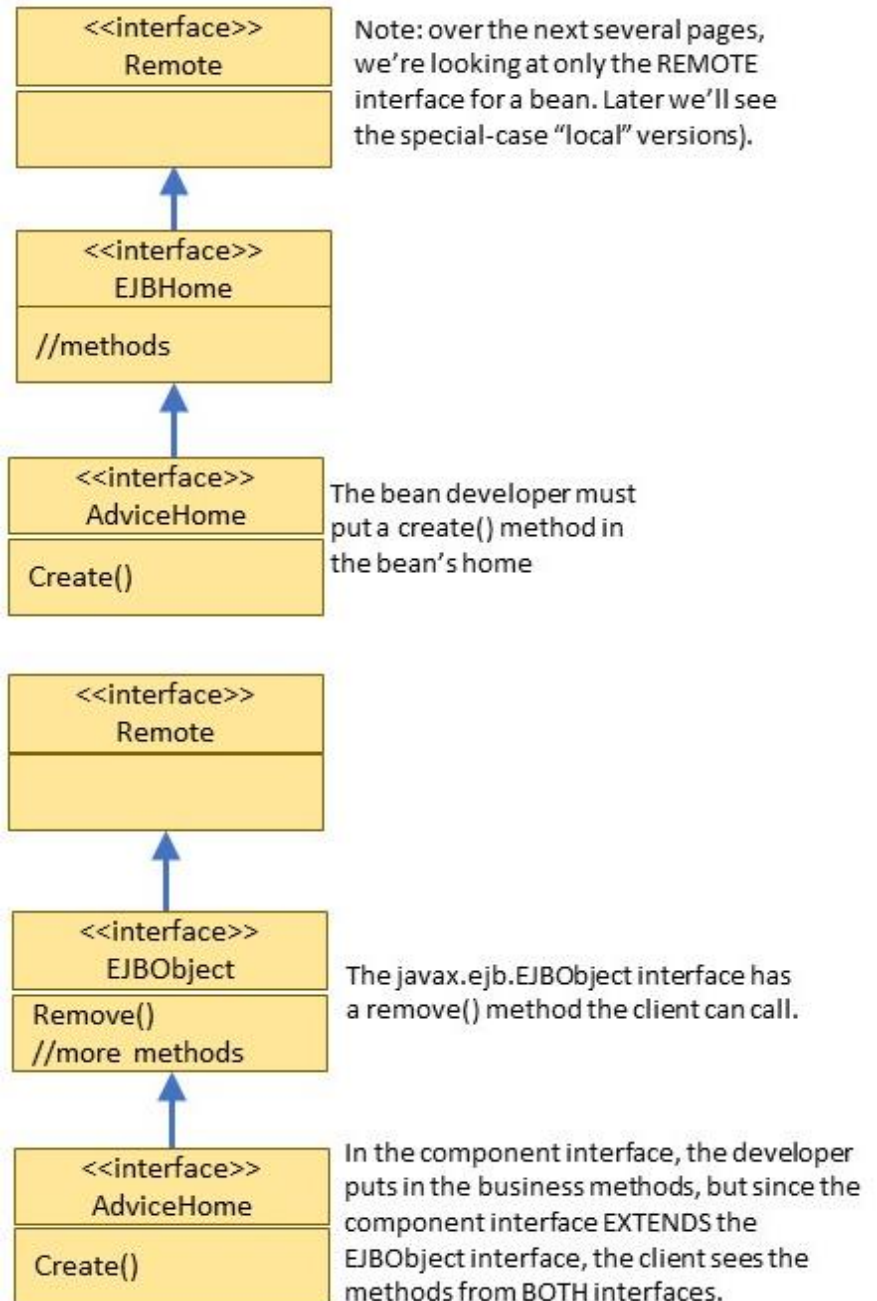 <<interface>>
Remote
Note: over the next several pages,
we're looking at only the REMOTE
interface for a bean. Later we'll see
the special-case "local" versions).
<<interface>>
EJBHome
//methods
<<interface>>
AdviceHome
Create()
The bean developer must
put a create() method in
the bean's home
<<interface>>
Remote
<<interface>>
EJBObject
Remove()
//more methods
The javax.ejb.EJBObject interface has
a remove() method the client can call.
<<interface>>
AdviceHome
Create()
In the component interface, the developer
puts in the business methods, but since the
component interface EXTENDS the
EJBObject interface, the client sees the
methods from BOTH interfaces.